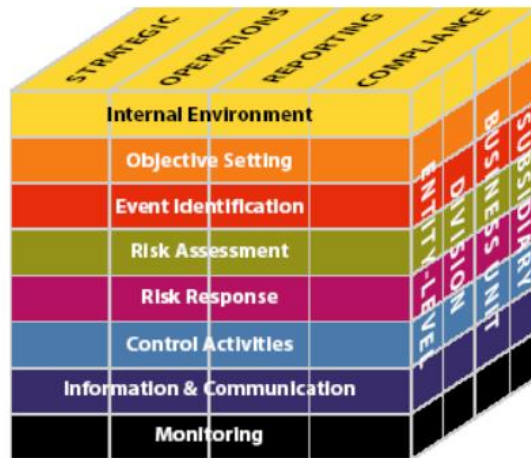 STRATEGIC
OPERATIONS
REPORTING
COMPLIANCE
Internal Environment
Objective Setting
Event Identification
Risk Assessment
Risk Response
Control Activities
Information & Communication
Monitoring
ENTITY-LEVEL
DIVISION
BUSINESS UNIT
SUBSIDIARY